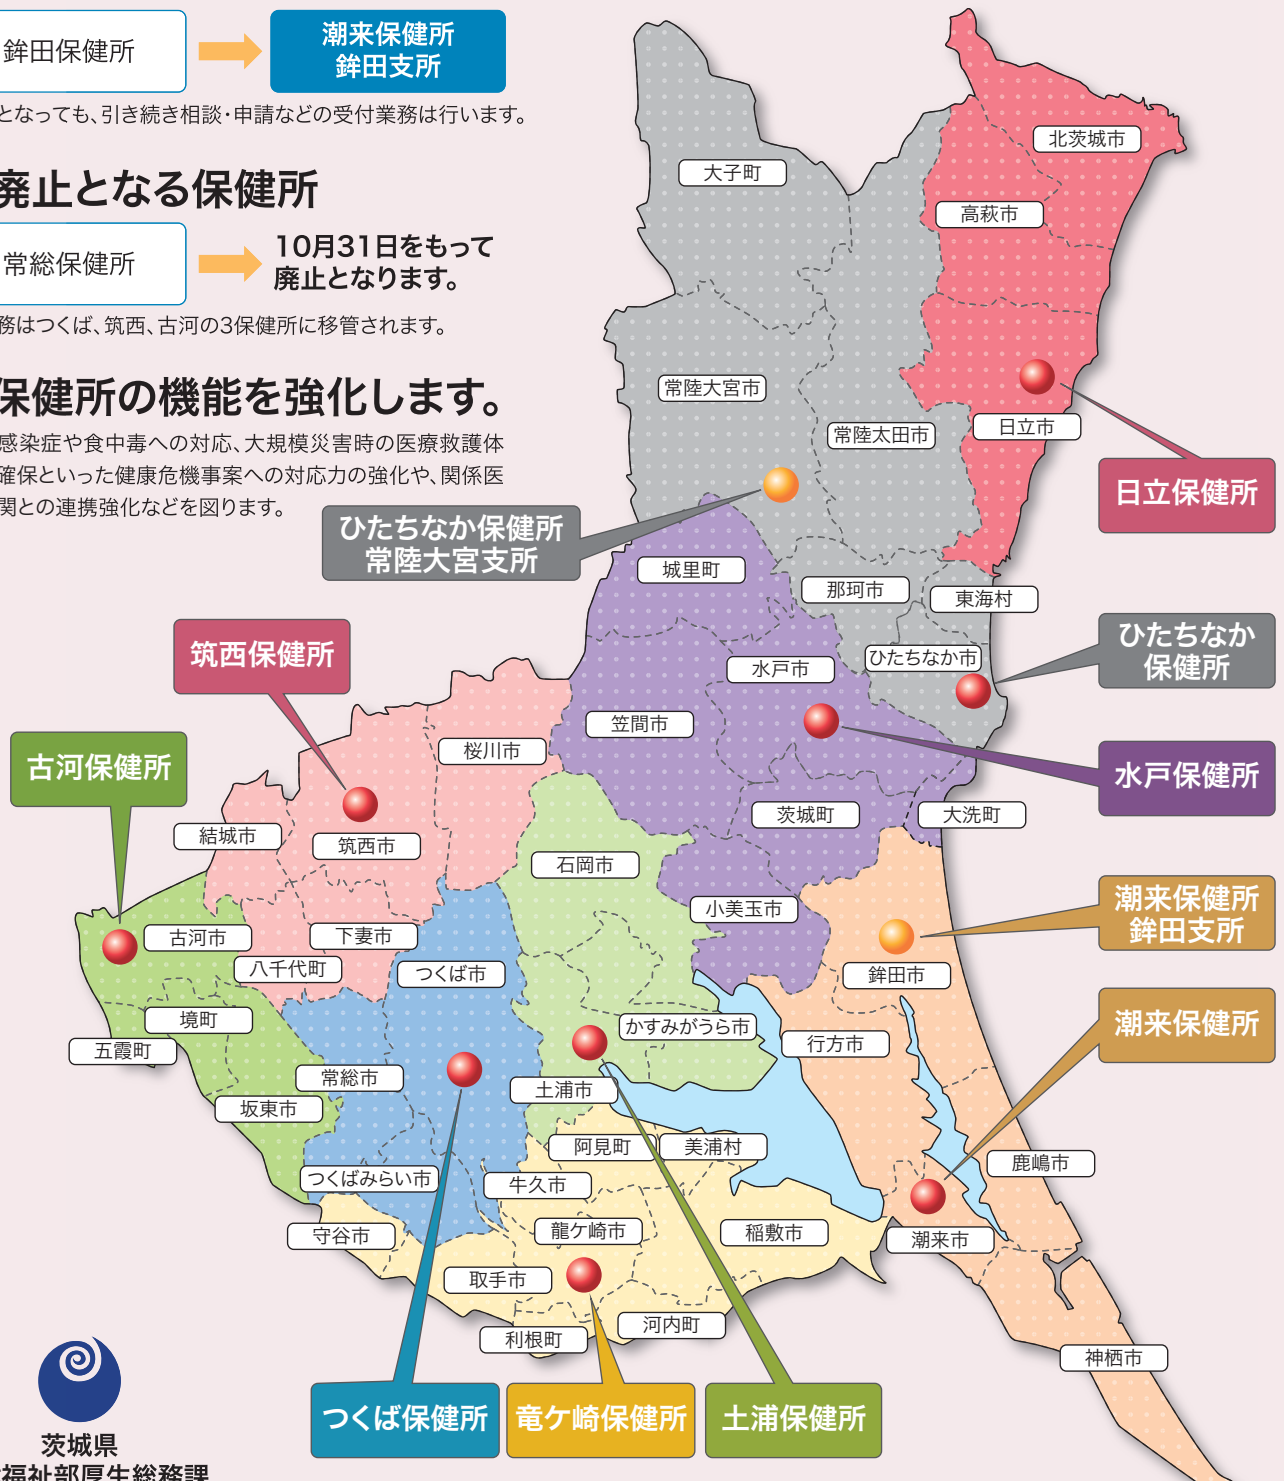 鉾田保健所
潮来保健所
鉾田支所
となっても、引き続き相談・申請などの受付業務は行います。
廃止となる保健所
常総保健所
10月31日をもって
廃止となります。
務はつくば、筑西、古河の3保健所に移管されます。
保健所の機能を強化します。
感染症や食中毒への対応、大規模災害時の医療救護体
確保といった健康危機事案への対応力の強化や、関係医
関との連携強化などを図ります。
北茨城市
大子町
高萩市
常陸大宮市
日立市
常陸太田市
日立保健所
ひたちなか保健所
常陸大宮支所
城里町
那珂市
東海村
ひたちなか
保健所
筑西保健所
水戸市
ひたちなか市
笠間市
桜川市
古河保健所
水戸保健所
茨城町
大洗町
結城市
筑西市
石岡市
小美玉市
潮来保健所
鉾田支所
古河市
下妻市
八千代町
つくば市
鉾田市
境町
かすみがうら市
行方市
潮来保健所
五霞町
常総市
土浦市
坂東市
阿見町
美浦村
鹿嶋市
つくばみらい市
牛久市
守谷市
龍ケ崎市
稲敷市
潮来市
取手市
利根町
河内町
神栖市
つくば保健所
竜ケ崎保健所
土浦保健所
茨城県
福祉部厚生総務課